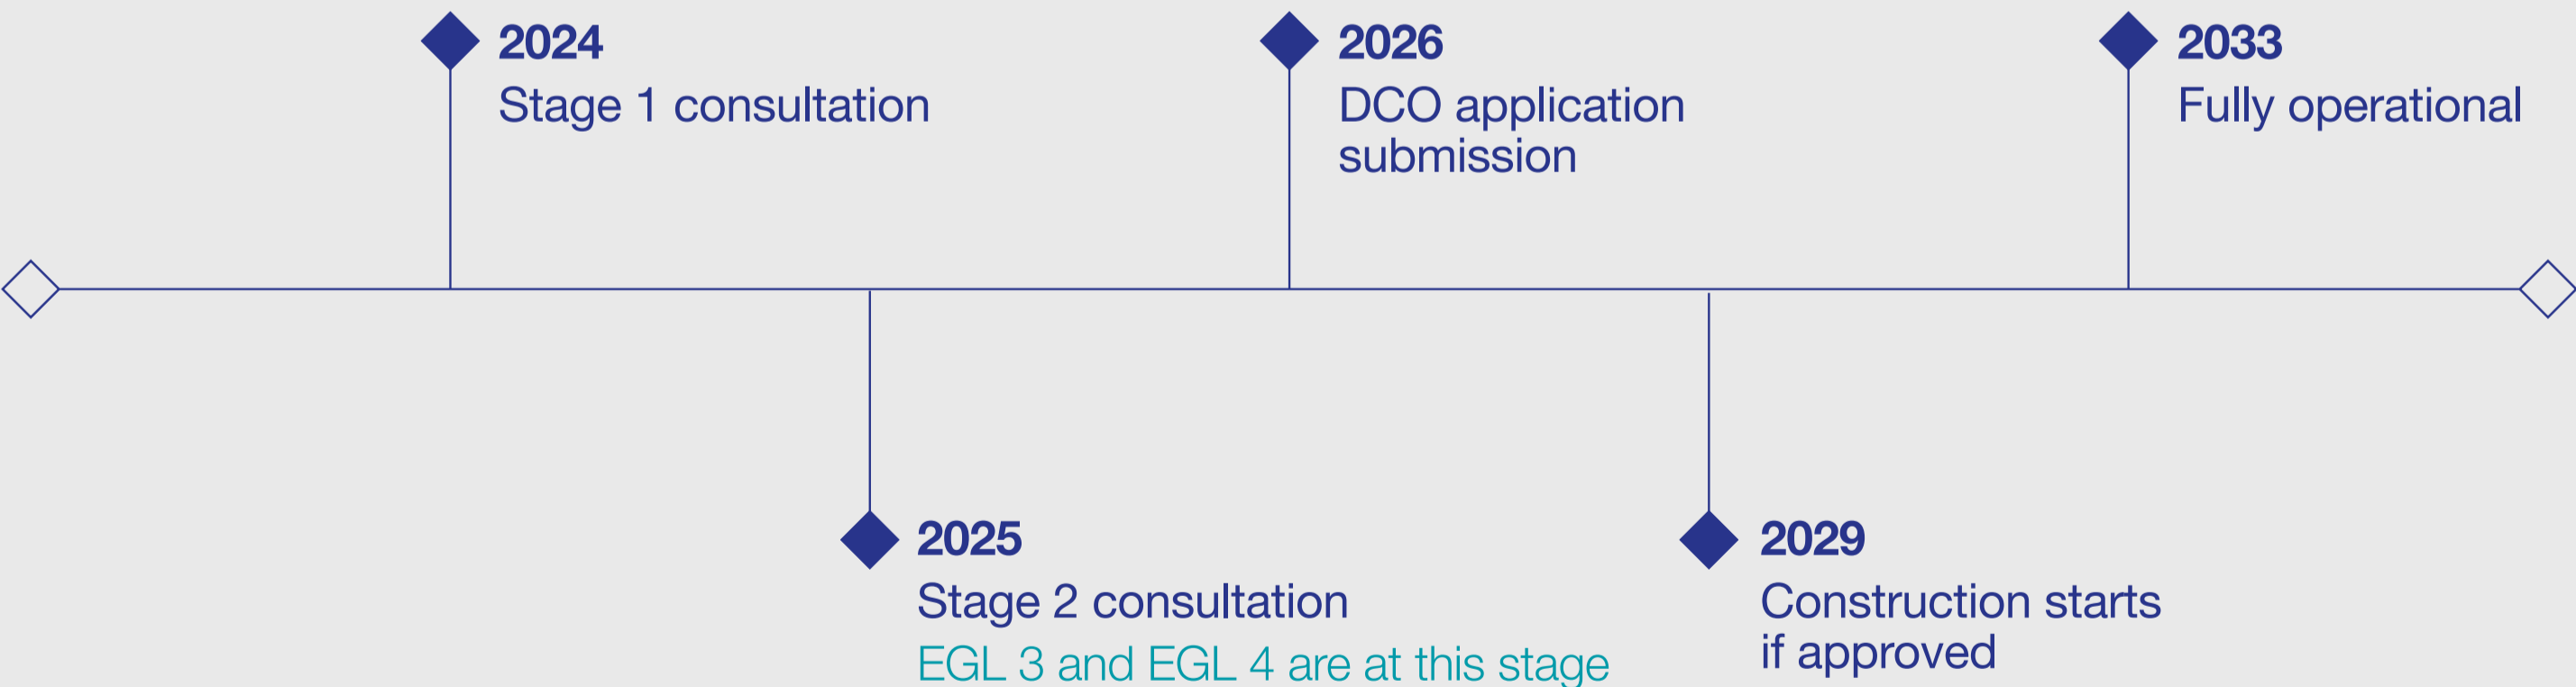 2024
Stage 1 consultation
2025
Stage 2 consultation
EGL 3 and EGL 4 are at this stage
2026
DCO application
submission
2029
Construction starts
if approved
2033
Fully operational